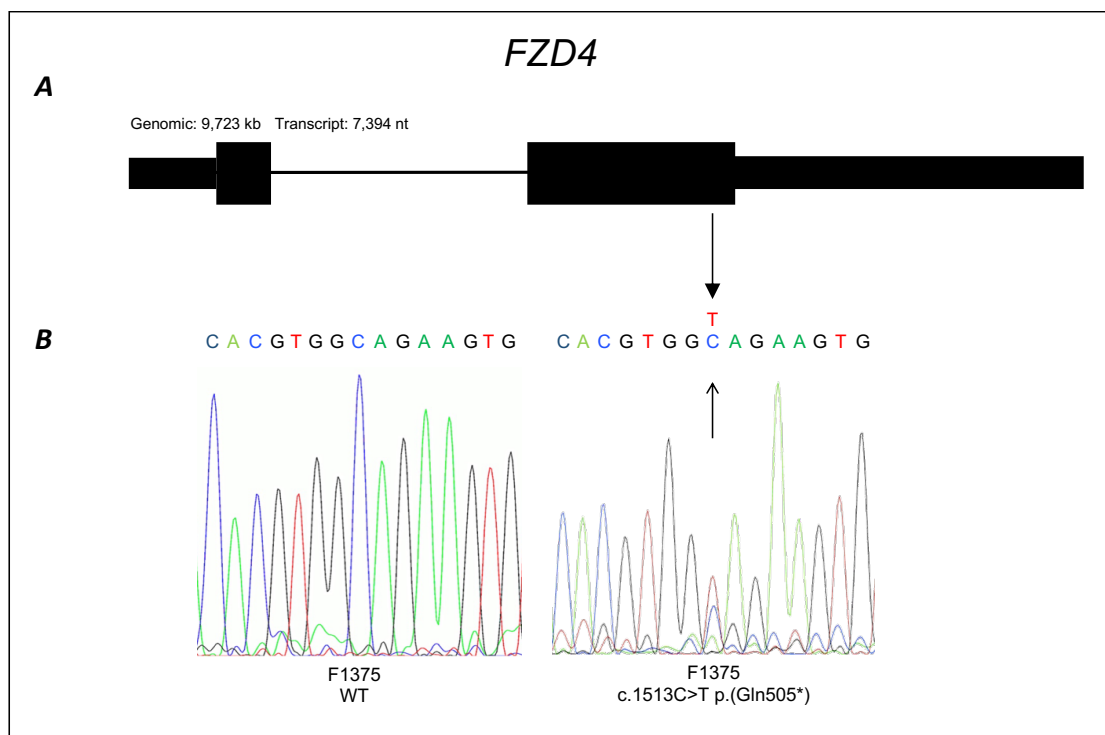 FZD4
A
Genomic: 9,723 kb Transcript: 7,394 nt
T
B
C A C G T G G C A G A A G T G C A C G T G G C A G A A G T G
F1375 F1375
WT c.1513C>T p.(Gln505*)